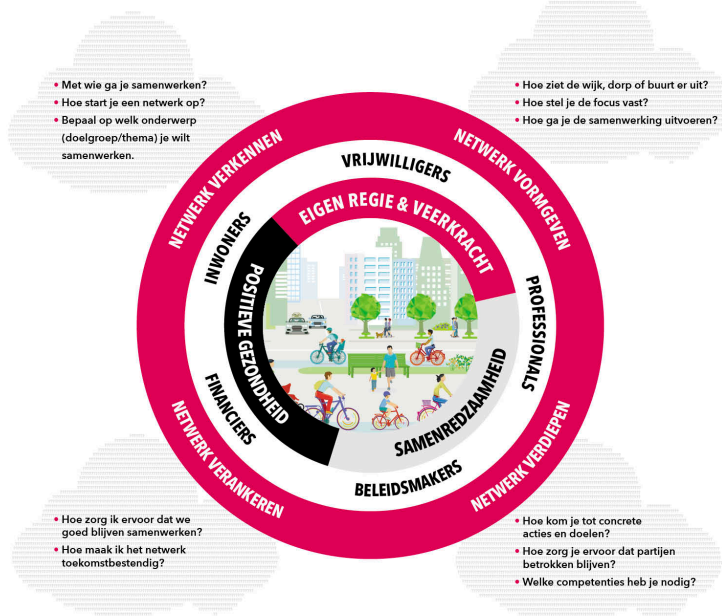 • Met wie ga je samenwerken?
• Hoe start je een netwerk op?
• Bepaal op welk onderwerp
(doelgroep/thema) je wilt
samenwerken.
• Hoe ziet de wijk, dorp of buurt er uit?
• Hoe stel je de focus vast?
• Hoe ga je de samenwerking uitvoeren?
NETWERK VERKENNEN
NETWERK VORMGEVEN
VRIJWILLIGERS
INWONERS
EIGEN REGIE & VEERKRACHT
POSITIEVE GEZONDHEID
PROFESSIONALS
SAMENREDZAAMHEID
FINANCIERS
BELEIDSMAKERS
NETWERK VERANKEREN
NETWERK VERDIEPEN
• Hoe zorg ik ervoor dat we
goed blijven samenwerken?
• Hoe maak ik het netwerk
toekomstbestendig?
• Hoe kom je tot concrete
acties en doelen?
• Hoe zorg je ervoor dat partijen
betrokken blijven?
• Welke competenties heb je nodig?